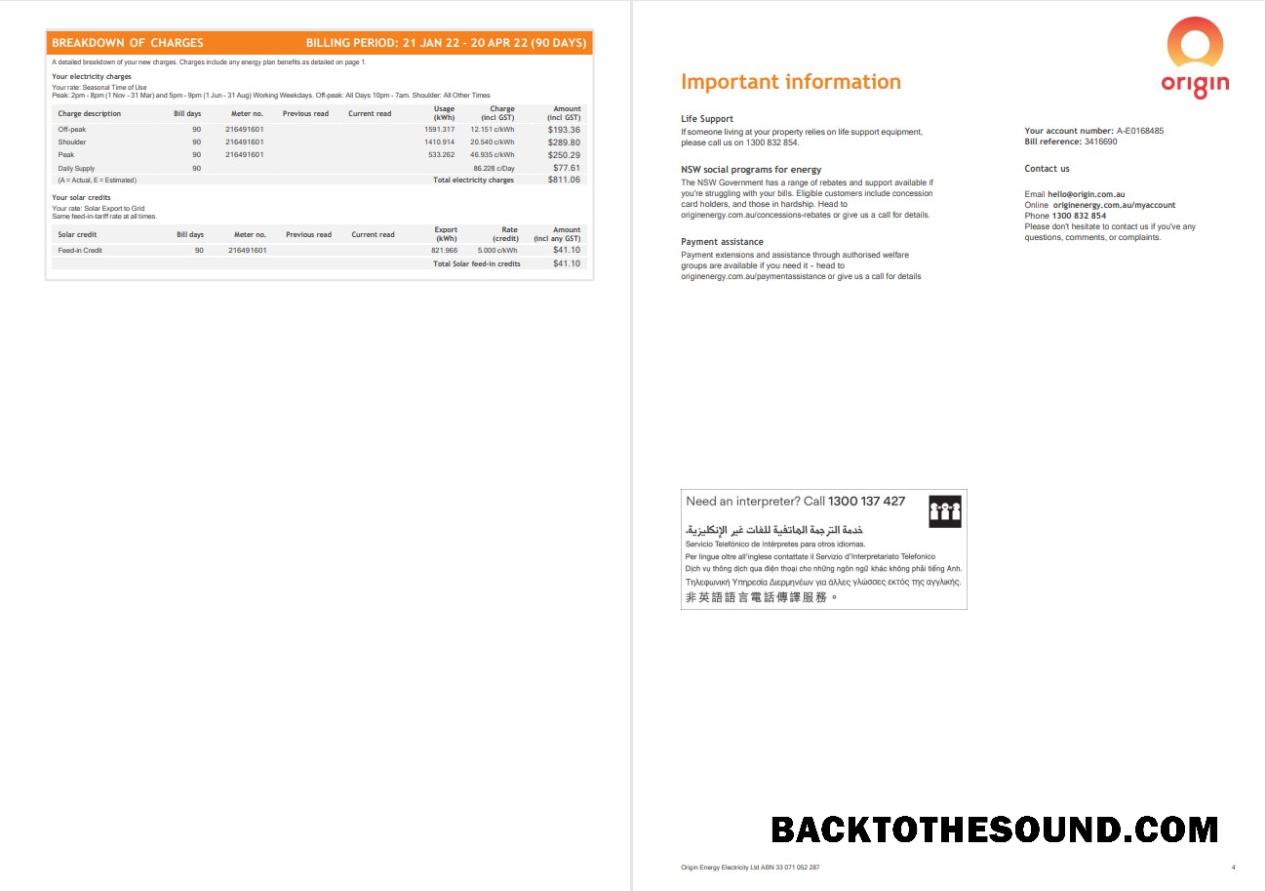 BREAKDOWN OF CHARGES BILLING PERIOD: 21 JAN 22 - 20 APR 22 (90 DAYS)
A detailed breakdown of your new charges. Charges include any energy plan benefits as detailed on page 1.
Your electricity charges
Your rate: Seasonal Time of Use
Peak: 2pm - 8pm (1 Nov - 31 Mar) and 5pm - 9pm (1 Jun - 31 Aug) Working Weekdays. Off-peak: All Days 10pm - 7am. Shoulder: All Other Times
Charge description Bill days Meter no. Previous read Current read Usage (kWh) Charge (incl GST) Amount (incl GST)
Off-peak 90 216491601 1591.317 12.151 c/kWh $193.36
Shoulder 90 216491601 1410.914 20.540 c/kWh $289.80
Peak 90 216491601 533.262 46.935 c/kWh $250.29
Daily Supply 90 86.228 c/Day $77.61
(A = Actual, E = Estimated) Total electricity charges $811.06
Your solar credits
Your rate: Solar Export to Grid
Same feed-in-tariff rate at all times.
Solar credit Bill days Meter no. Previous read Current read Export (kWh) Rate (credit) Amount (incl any GST)
Feed-in Credit 90 216491601 821.966 5.000 c/kWh $41.10
Total Solar feed-in credits $41.10
origin
Important information
Life Support
If someone living at your property relies on life support equipment,
please call us on 1300 832 854.
NSW social programs for energy
The NSW Government has a range of rebates and support available if
you're struggling with your bills. Eligible customers include concession
card holders, and those in hardship. Head to
originenergy.com.au/concessions-rebates or give us a call for details.
Payment assistance
Payment extensions and assistance through authorised welfare
groups are available if you need it - head to
originenergy.com.au/paymentassistance or give us a call for details
Your account number: A-E0168485
Bill reference: 3416690
Contact us
Email hello@origin.com.au
Online originenergy.com.au/myaccount
Phone 1300 832 854
Please don't hesitate to contact us if you've any
questions, comments, or complaints.
Need an interpreter? Call 1300 137 427
خدمة الترجمة الهاتفية للغات غير الإنكليزية.
Servicio Telefónico de Intérpretes para otros idiomas.
Per lingue oltre all'inglese contattate il Servizio d'Interpretariato Telefonico
Dịch vụ thông dịch qua điện thoại cho những ngôn ngữ khác không phải tiếng Anh.
Τηλεφωνική Υπηρεσία Διερμηνέων για άλλες γλώσσες εκτός της αγγλικής.
非英語語言電話傳譯服務。
BACKTOTHESOUND.COM
Origin Energy Electricity Ltd ABN 33 071 052 287 4